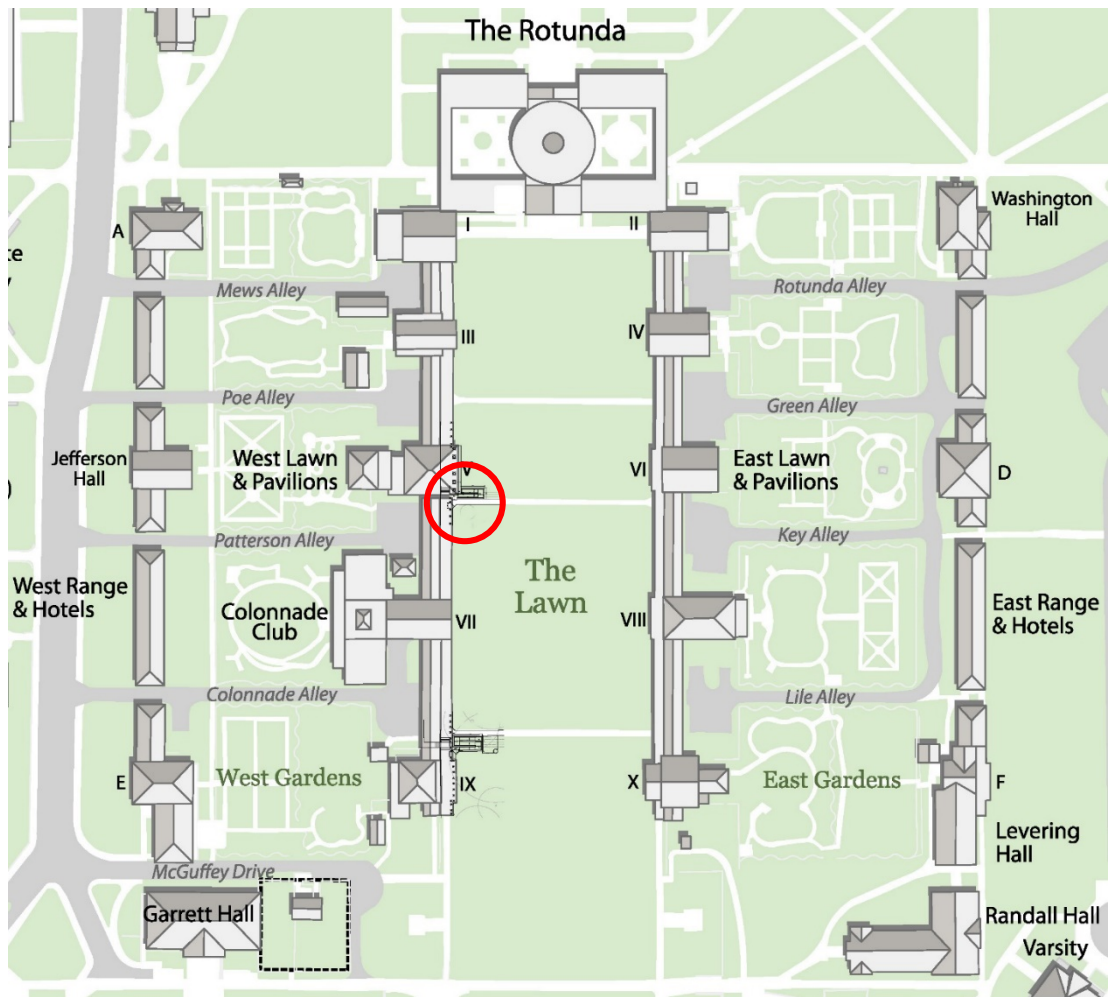 The Rotunda
Washington
Hall
A
I
II
ce
y
Mews Alley
Rotunda Alley
III
IV
Poe Alley
Green Alley
Jefferson
Hall
West Lawn
& Pavilions
V
VI
East Lawn
& Pavilions
D
)
Patterson Alley
Key Alley
West Range
& Hotels
Colonnade
Club
VII
The
Lawn
VIII
East Range
& Hotels
Colonnade Alley
Lile Alley
E
West Gardens
IX
X
East Gardens
F
Levering
Hall
McGuffey Drive
Garrett Hall
Randall Hall
Varsity